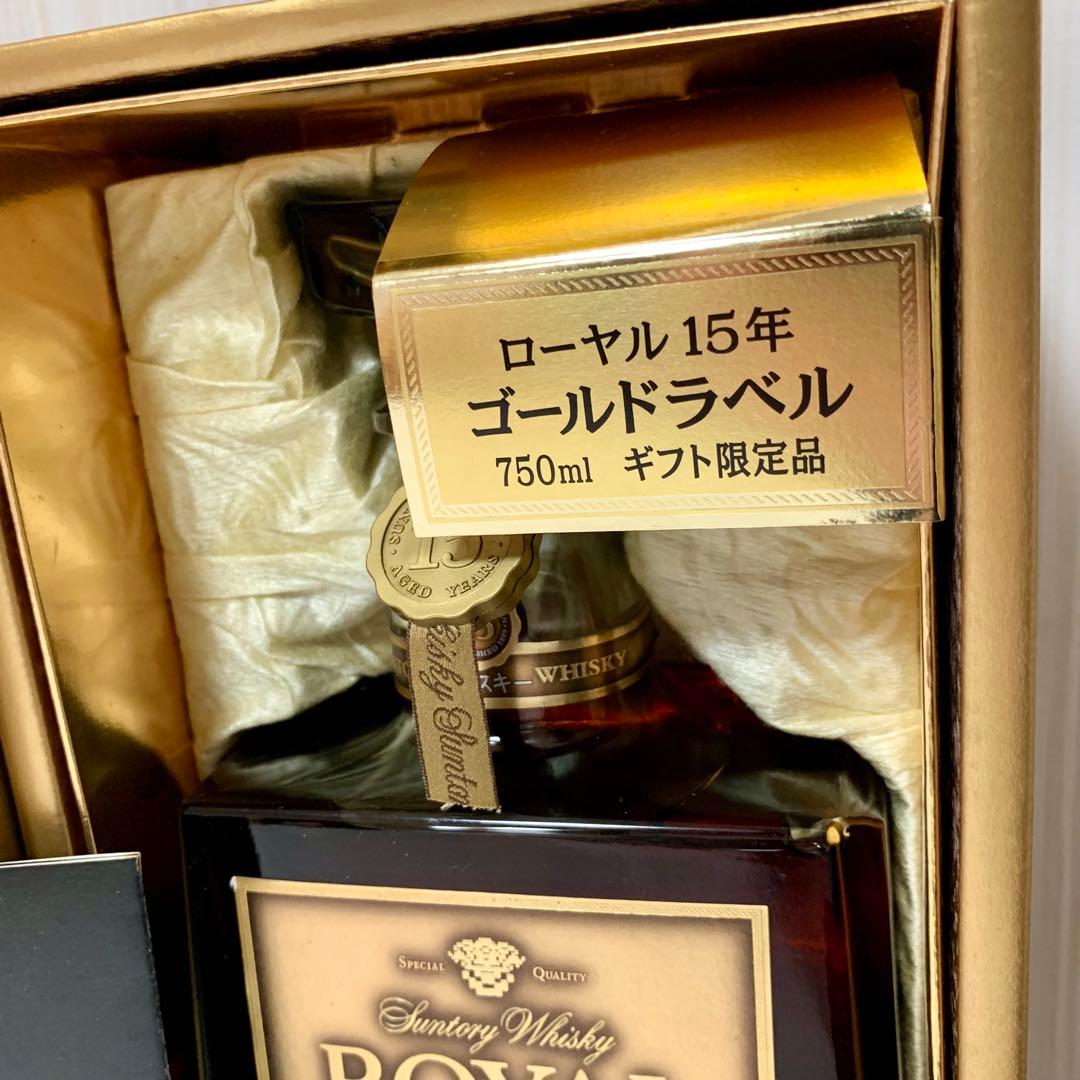 ローヤル 15年
ゴールドラベル
750ml ギフト限定品
15
AGED YEARS
スキー WHISKY
SPECIAL QUALITY
Suntory Whisky
ROYAL